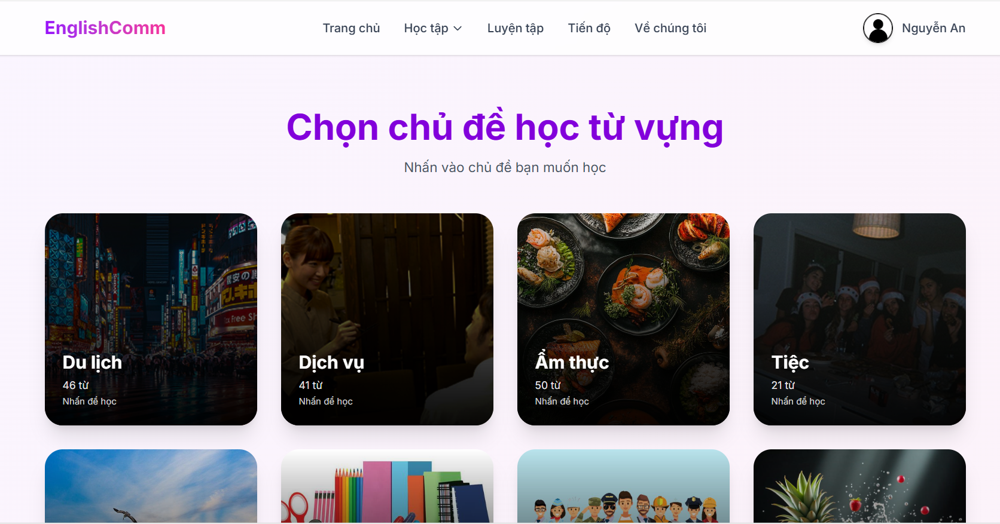 EnglishComm
Trang chủ
Học tập
Luyện tập
Tiến độ
Về chúng tôi
Nguyễn An
Chọn chủ đề học từ vựng
Nhấn vào chủ đề bạn muốn học
Free Sh
Du lịch
46 từ
Nhấn để học
Dịch vụ
41 từ
Nhấn để học
Ẩm thực
50 từ
Nhấn để học
Tiệc
21 từ
Nhấn để học